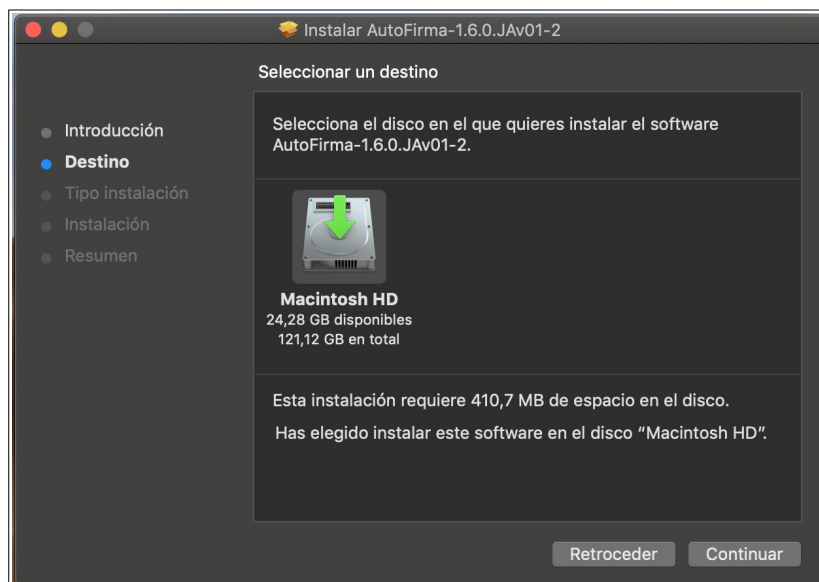 Instalar AutoFirma-1.6.0.JAv01-2
Seleccionar un destino
Introducción
Destino
Tipo instalación
Instalación
Resumen
Selecciona el disco en el que quieres instalar el software
AutoFirma-1.6.0.JAv01-2.
Macintosh HD
24,28 GB disponibles
121,12 GB en total
Esta instalación requiere 410,7 MB de espacio en el disco.
Has elegido instalar este software en el disco “Macintosh HD”.
Retroceder
Continuar